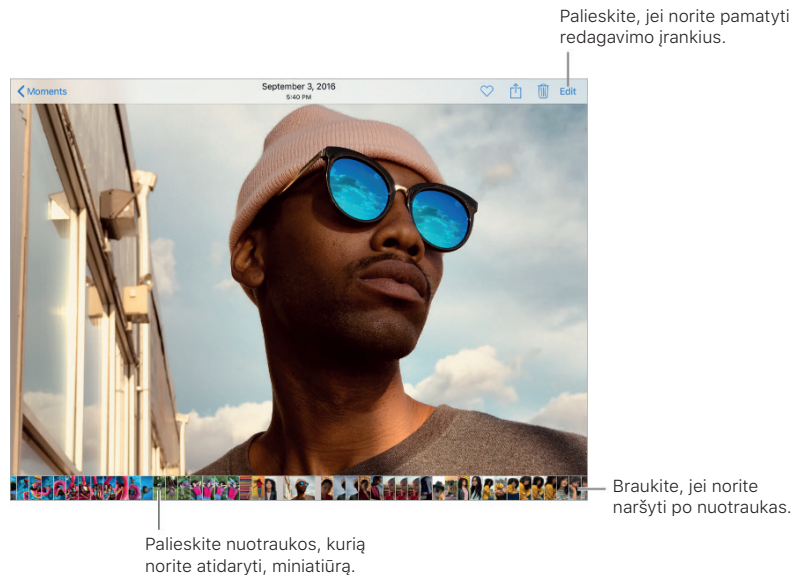 Palieskite, jei norite pamatyti
redagavimo įrankius.
Moments
September 3, 2016
5:40 PM
Edit
Braukite, jei norite
naršyti po nuotraukas.
Palieskite nuotraukos, kurią
norite atidaryti, miniatiūrą.